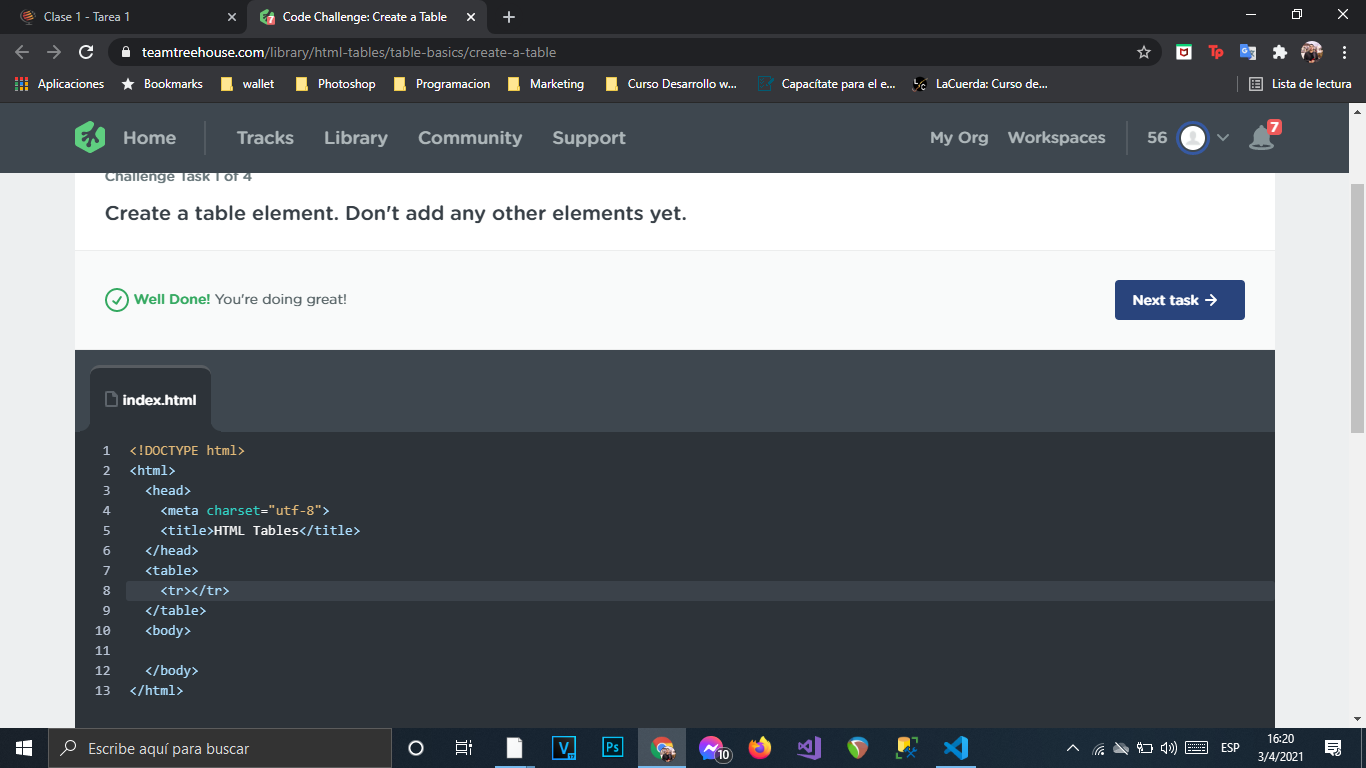 Clase 1 - Tarea 1
Code Challenge: Create a Table
teamtreehouse.com/library/html-tables/table-basics/create-a-table
Aplicaciones Bookmarks wallet Photoshop Programacion Marketing Curso Desarrollo w... Capacítate para el e... LaCuerda: Curso de... Lista de lectura
Home Tracks Library Community Support My Org Workspaces 56 7
Challenge Task 1 of 4
Create a table element. Don't add any other elements yet.
Well Done! You're doing great!
Next task →
index.html
1 <!DOCTYPE html>
2 <html>
3 <head>
4 <meta charset="utf-8">
5 <title>HTML Tables</title>
6 </head>
7 <table>
8 <tr></tr>
9 </table>
10 <body>
11
12 </body>
13 </html>
Escribe aquí para buscar
Ps
10
ESP
16:20
3/4/2021